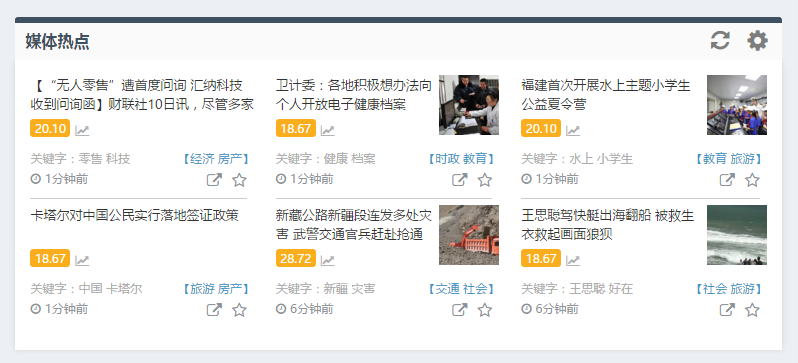 媒体热点
【 “无人零售”遭首度问询 汇纳科技
收到问询函】财联社10日讯，尽管多家
20.10
关键字：零售 科技
【经济 房产】
1分钟前
卫计委：各地积极想办法向
个人开放电子健康档案
18.67
关键字：健康 档案
【时政 教育】
1分钟前
福建首次开展水上主题小学生
公益夏令营
20.10
关键字：水上 小学生
【教育 旅游】
1分钟前
卡塔尔对中国公民实行落地签证政策
18.67
关键字：中国 卡塔尔
【旅游 房产】
1分钟前
新藏公路新疆段连发多处灾
害 武警交通官兵赶赴抢通
28.72
关键字：新疆 灾害
【交通 社会】
6分钟前
王思聪驾快艇出海翻船 被救生
衣救起画面狼狈
18.67
关键字：王思聪 好在
【社会 旅游】
6分钟前